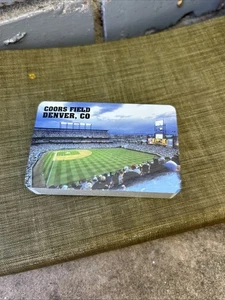 COORS FIELD
DENVER, CO